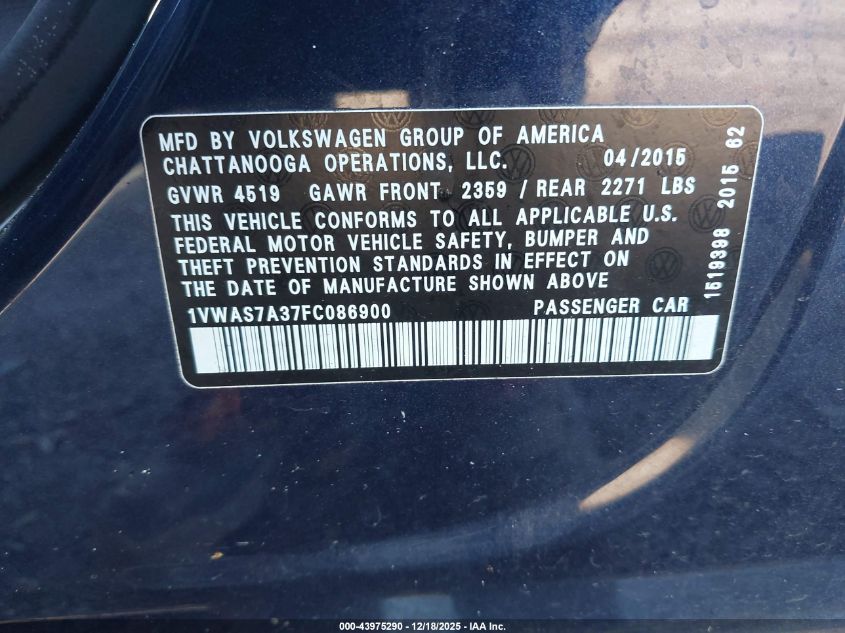 MFD BY VOLKSWAGEN GROUP OF AMERICA
CHATTANOOGA OPERATIONS, LLC. 04/2015
GVWR 4519 GAWR FRONT 2359 / REAR 2271 LBS
THIS VEHICLE CONFORMS TO ALL APPLICABLE U.S.
FEDERAL MOTOR VEHICLE SAFETY, BUMPER AND
THEFT PREVENTION STANDARDS IN EFFECT ON
THE DATE OF MANUFACTURE SHOWN ABOVE
1VWAS7A37FC086900 PASSENGER CAR
1519398 2015 62
000-43975290 - 12/18/2025 - IAA Inc.